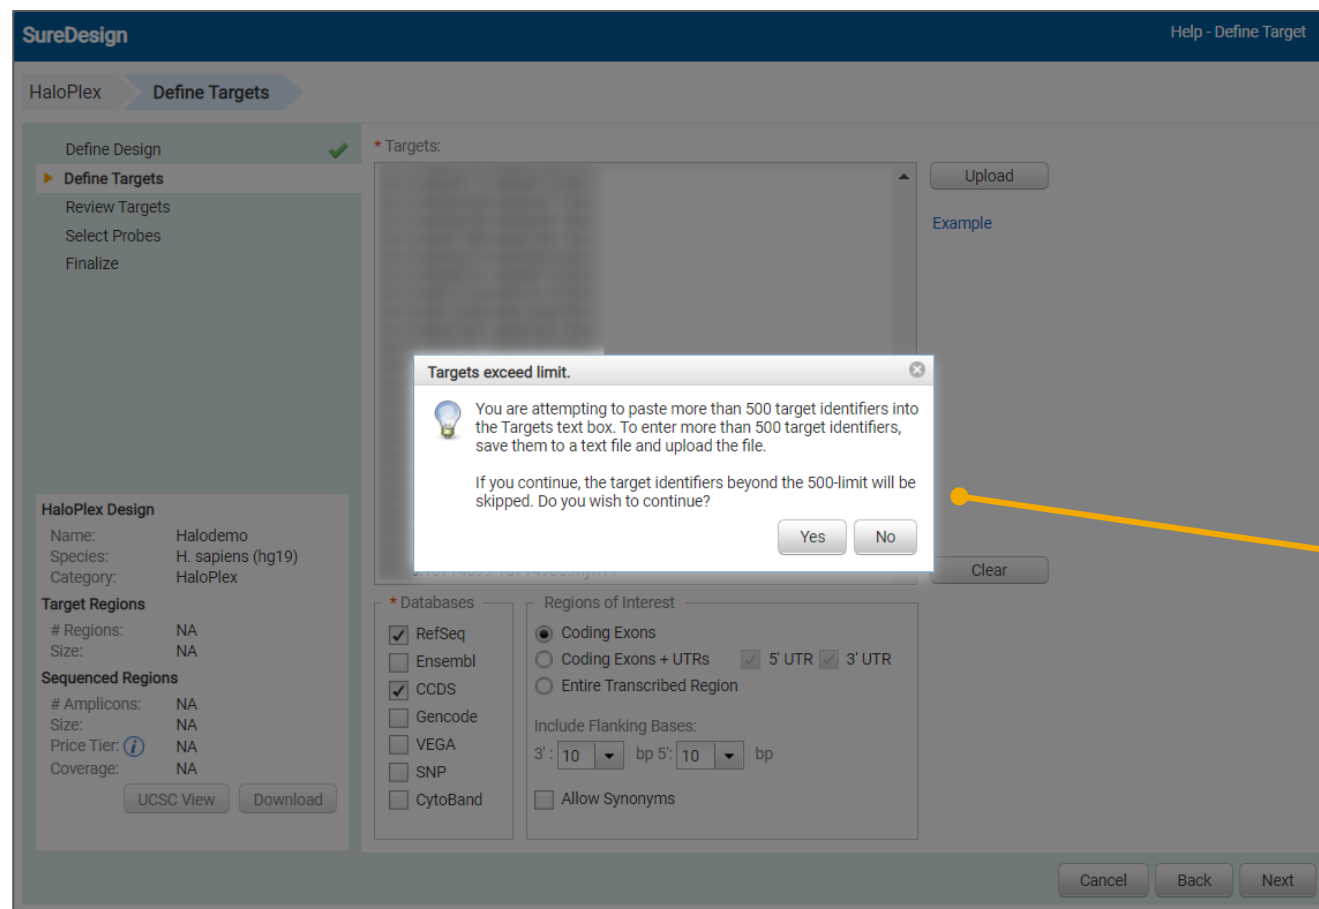 SureDesign
Help - Define Target
HaloPlex
Define Targets
Define Design
Define Targets
Review Targets
Select Probes
Finalize
* Targets:
Upload
Example
Targets exceed limit.
You are attempting to paste more than 500 target identifiers into
the Targets text box. To enter more than 500 target identifiers,
save them to a text file and upload the file.
If you continue, the target identifiers beyond the 500-limit will be
skipped. Do you wish to continue?
Yes No
Clear
HaloPlex Design
Name: Halodemo
Species: H. sapiens (hg19)
Category: HaloPlex
Target Regions
# Regions: NA
Size: NA
Sequenced Regions
# Amplicons: NA
Size: NA
Price Tier: i NA
Coverage: NA
UCSC View Download
* Databases
RefSeq
Ensembl
CCDS
Gencode
VEGA
SNP
CytoBand
Regions of Interest
Coding Exons
Coding Exons + UTRs 5' UTR 3' UTR
Entire Transcribed Region
Include Flanking Bases:
3' : 10 bp 5': 10 bp
Allow Synonyms
Cancel Back Next